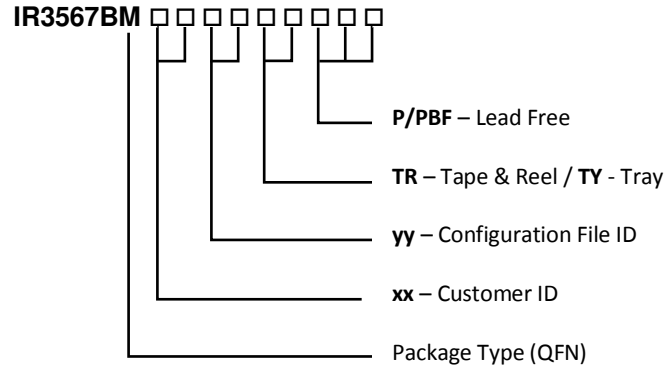 IR3567BM □ □ □ □ □ □ □ □ □
P/PBF – Lead Free
TR – Tape & Reel / TY - Tray
yy – Configuration File ID
xx – Customer ID
Package Type (QFN)